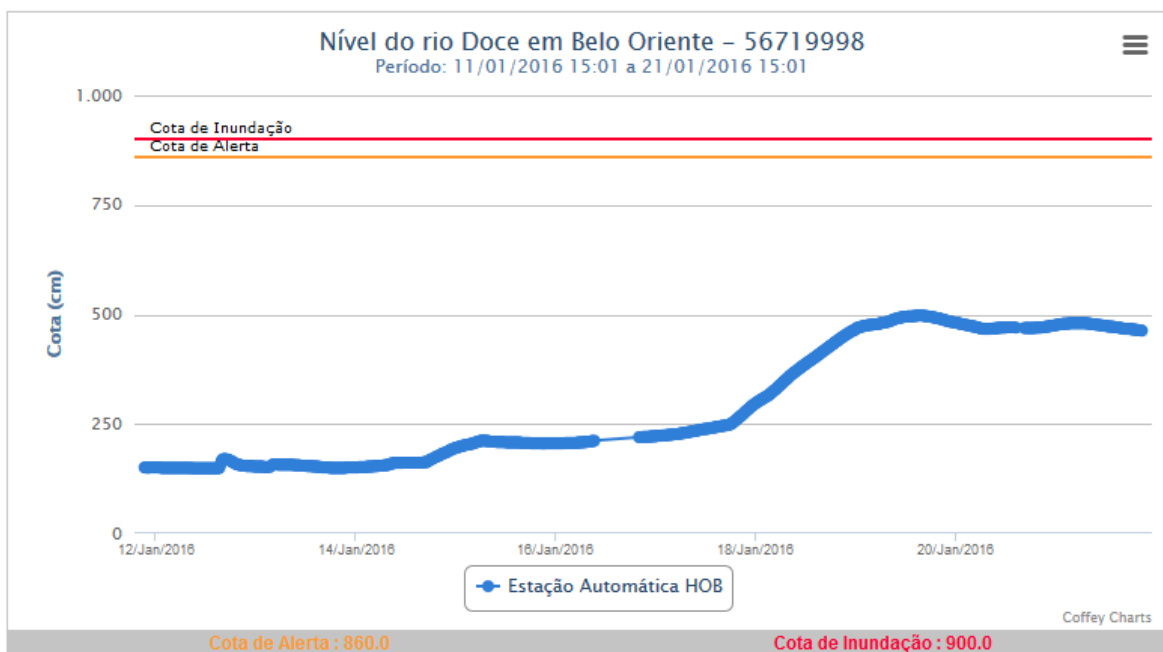 Nível do rio Doce em Belo Oriente – 56719998
Período: 11/01/2016 15:01 a 21/01/2016 15:01
1.000
Cota de Inundação
Cota de Alerta
750
Cota (cm)
500
250
0
12/Jan/2016 14/Jan/2016 16/Jan/2016 18/Jan/2016 20/Jan/2016
Estação Automática HOB
Coffey Charts
Cota de Alerta : 860.0 Cota de Inundação : 900.0